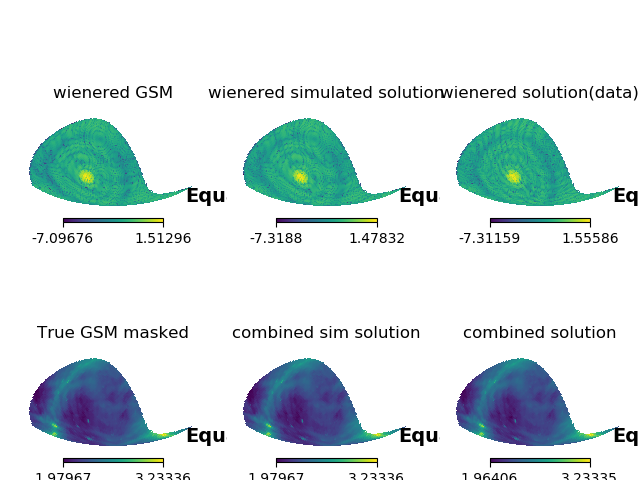 wienered GSM
wienered simulated solution
wienered solution(data)
Equ
Equ
Eq
-7.09676 1.51296
-7.3188 1.47832
-7.31159 1.55586
True GSM masked
combined sim solution
combined solution
Equ
Equ
Eq
1.97967 3.23336
1.97967 3.23336
1.96406 3.23335